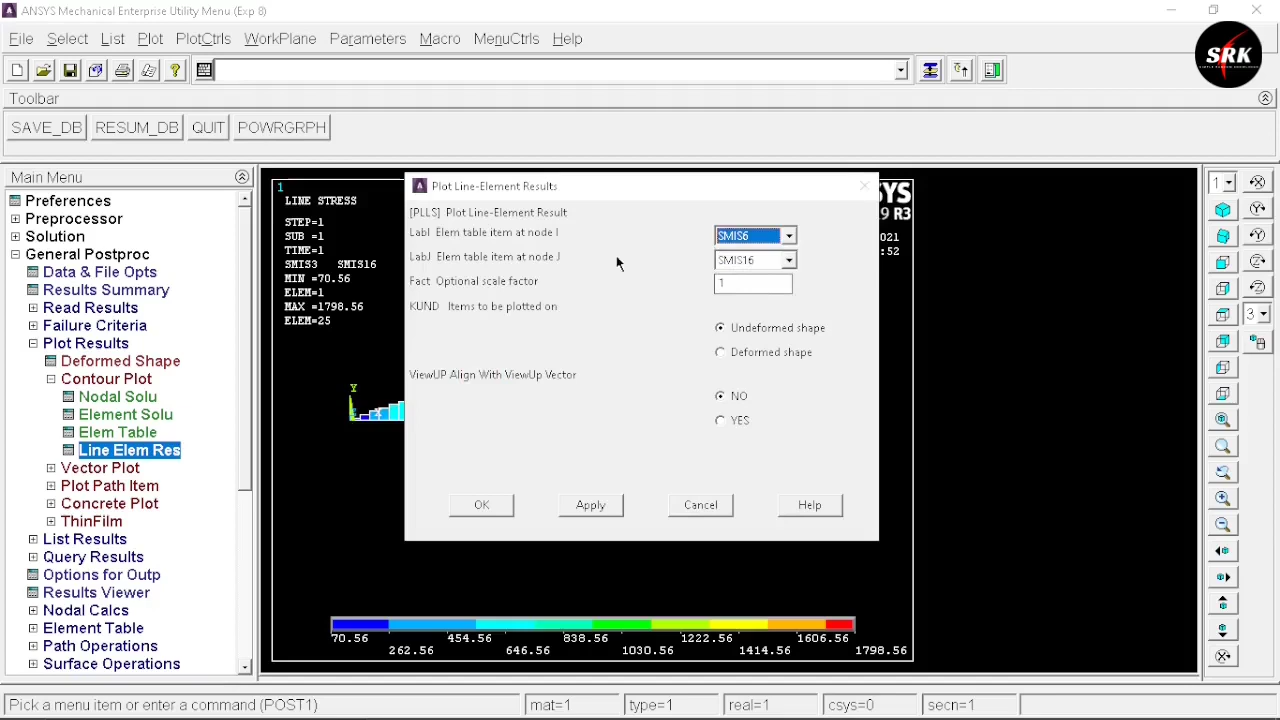 ANSYS Mechanical Enterprise Utility Menu (Exp 8)
File Select List Plot PlotCtrls WorkPlane Parameters Macro MenuCtrls Help
SRK
Toolbar
SAVE_DB RESUM_DB QUIT POWRGRPH
Main Menu
Preferences
Preprocessor
Solution
General Postproc
Data & File Opts
Results Summary
Read Results
Failure Criteria
Plot Results
Deformed Shape
Contour Plot
Nodal Solu
Element Solu
Elem Table
Line Elem Res
Vector Plot
Plot Path Item
Concrete Plot
ThinFilm
List Results
Query Results
Options for Outp
Results Viewer
Nodal Calcs
Element Table
Path Operations
Surface Operations
1
LINE STRESS
STEP=1
SUB =1
TIME=1
SMIS3 SMIS16
MIN =70.56
ELEM=1
MAX =1798.56
ELEM=25
Y
YS
19 R3
021
:52
Plot Line-Element Results
[PLLS] Plot Line-Element Result
LabI Elem table item at node I SMIS6
LabJ Elem table item at node J SMIS16
Fact Optional scale factor 1
KUND Items to be plotted on
Undeformed shape
Deformed shape
ViewUP Align With ViewUp Vector
NO
YES
OK Apply Cancel Help
70.56 454.56 838.56 1222.56 1606.56
262.56 646.56 1030.56 1414.56 1798.56
1
3
Pick a menu item or enter a command (POST1) mat=1 type=1 real=1 csys=0 secn=1